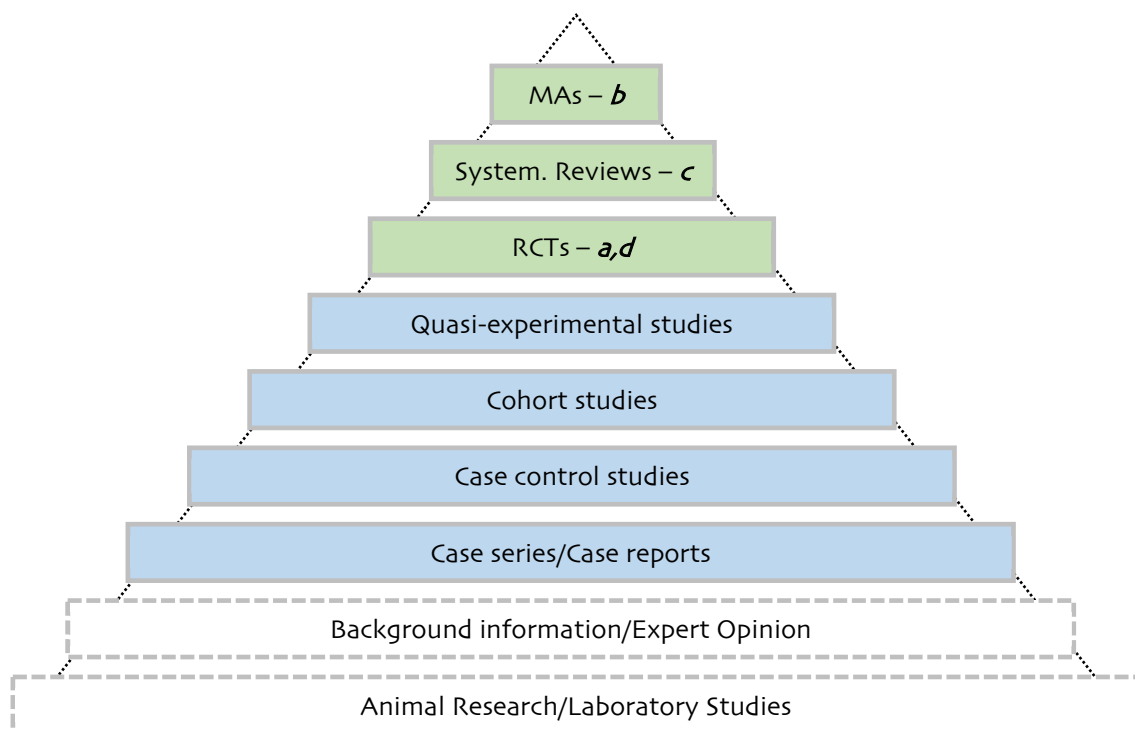 MAs – b
System. Reviews – c
RCTs – a,d
Quasi-experimental studies
Cohort studies
Case control studies
Case series/Case reports
Background information/Expert Opinion
Animal Research/Laboratory Studies